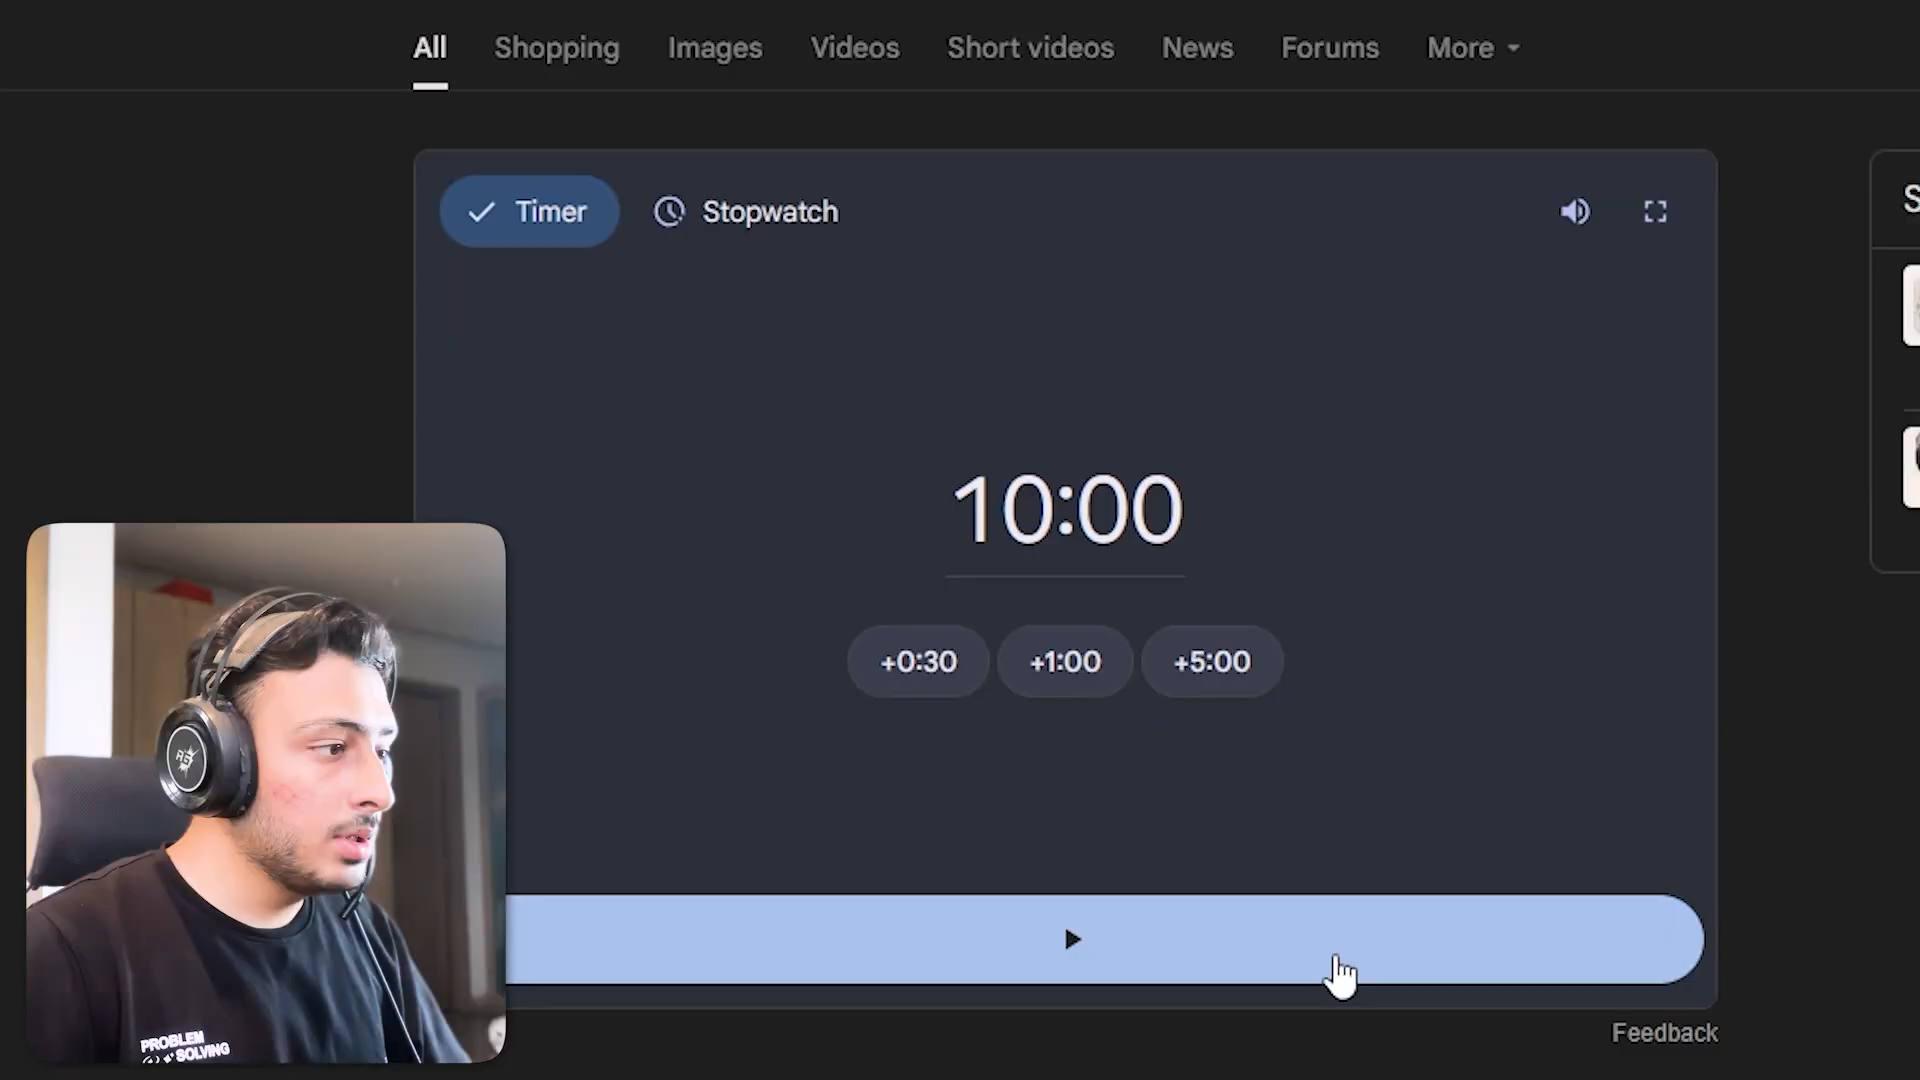 All Shopping Images Videos Short videos News Forums More
Timer Stopwatch
10:00
+0:30 +1:00 +5:00
Feedback
PROBLEM
SOLVING